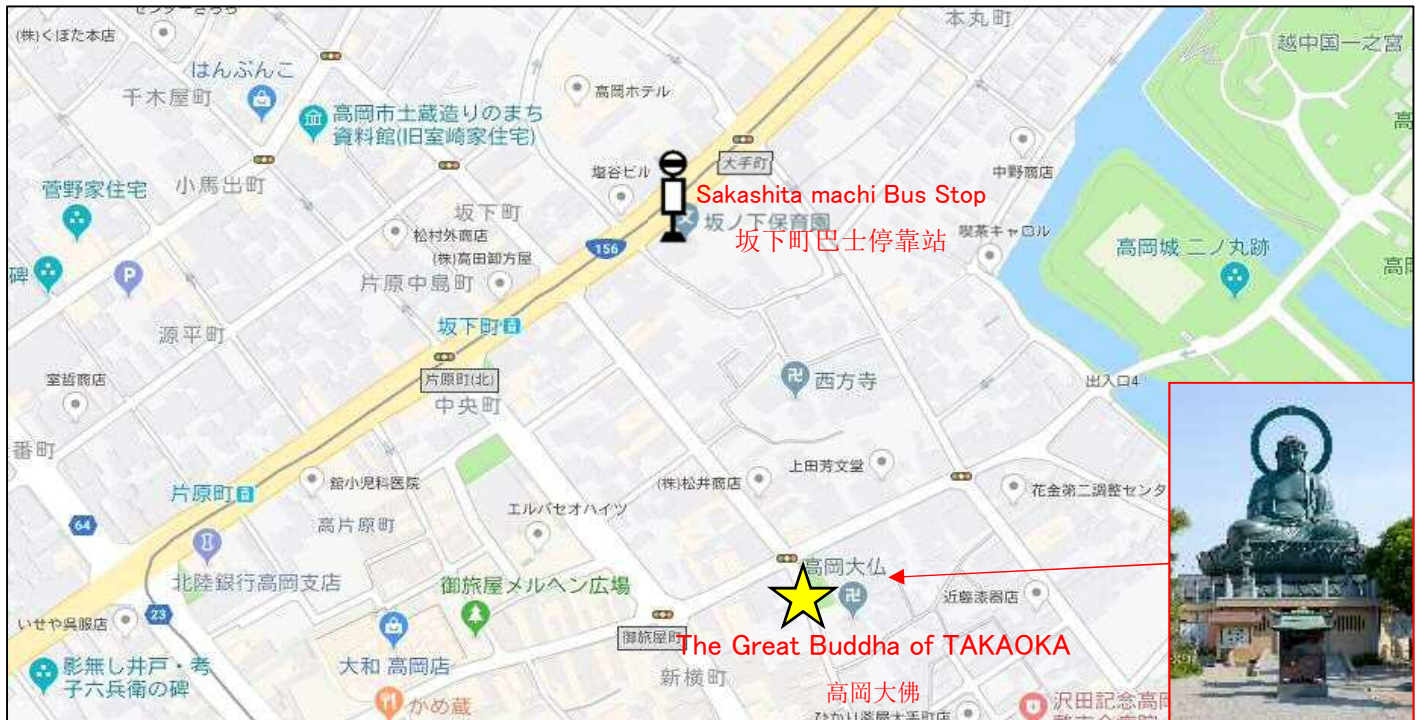 (株)くぼた本店
はんぶんこ
千木屋町
高岡市土蔵造りのまち
資料館(旧室崎家住宅)
高岡ホテル
本丸町
越中国一之宮
大手町
中野商店
菅野家住宅
小馬出町
塩谷ビル
坂下町
松村外商店
(株)高田卸方屋
156
Sakashita machi Bus Stop
坂ノ下保育園
坂下町巴士停靠站
喫茶キャロル
高岡城 二ノ丸跡
碑
P
片原中島町
源平町
坂下町
片原町(北)
中央町
西方寺
出入口4
室哲商店
番町
片原町
館小児科医院
(株)松井商店
上田芳文堂
花金第二調整センタ
エルパセオハイツ
64
高片原町
北陸銀行高岡支店
御旅屋メルヘン広場
高岡大仏
近藤漆器店
いせや呉服店
23
御旅屋町
The Great Buddha of TAKAOKA
影無し井戸・孝
子六兵衛の碑
大和 高岡店
新横町
高岡大佛
かめ蔵
沢田記念高岡